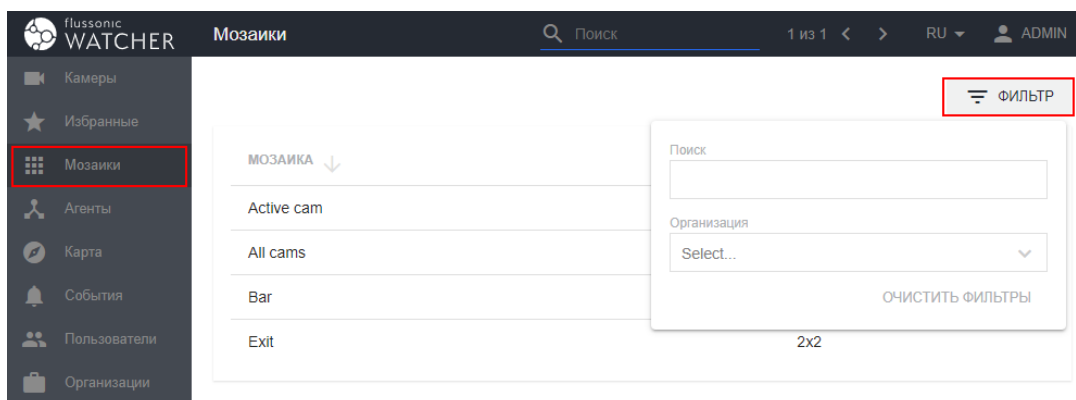 flussonic
WATCHER
Мозаики
Поиск
1 из 1
RU
ADMIN
Камеры
Избранные
Мозаики
Агенты
Карта
События
Пользователи
Организации
ФИЛЬТР
МОЗАИКА
Active cam
All cams
Bar
Exit
2x2
Поиск
Организация
Select...
ОЧИСТИТЬ ФИЛЬТРЫ